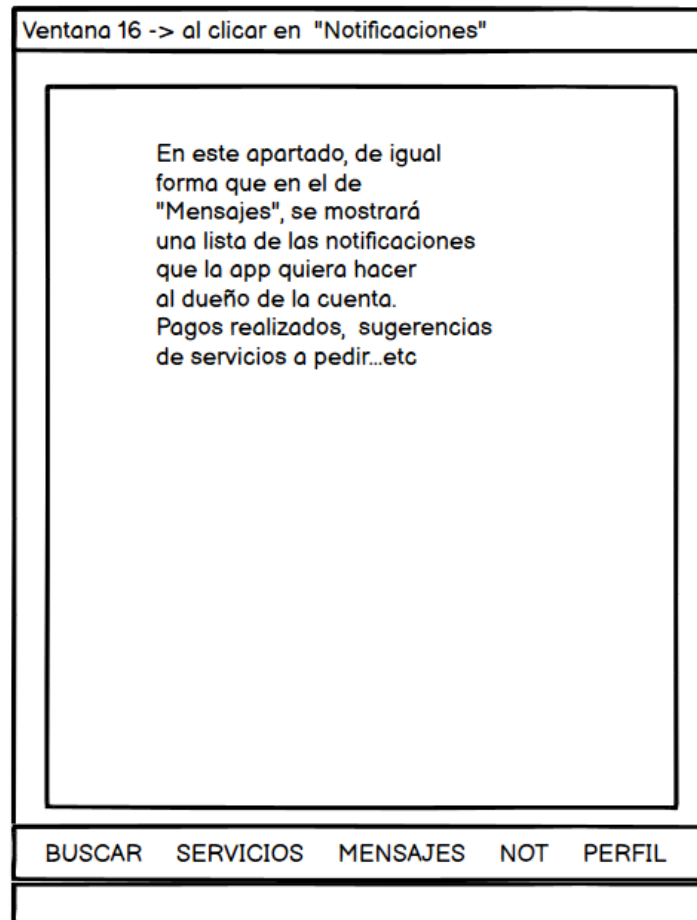 Ventana 16 -> al clicar en "Notificaciones"
En este apartado, de igual
forma que en el de
"Mensajes", se mostrará
una lista de las notificaciones
que la app quiera hacer
al dueño de la cuenta.
Pagos realizados, sugerencias
de servicios a pedir...etc
BUSCAR SERVICIOS MENSAJES NOT PERFIL